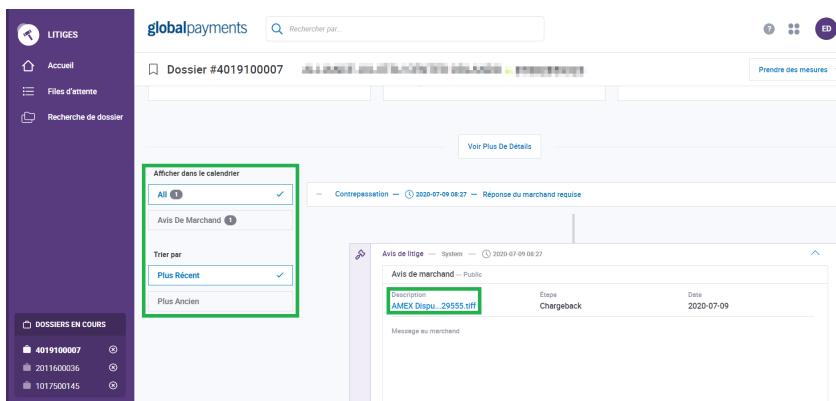 LITIGES
Accueil
Files d'attente
Recherche de dossier
DOSSIERS EN COURS
4019100007
2011600036
1017500145
globalpayments
Rechercher par...
?
ED
Dossier #4019100007
Prendre des mesures
Voir Plus De Détails
Afficher dans le calendrier
All 1
Avis De Marchand 1
Trier par
Plus Récent
Plus Ancien
– Contrepassation — 2020-07-09 08:27 — Réponse du marchand requise
Avis de litige — System — 2020-07-09 08:27
Avis de marchand — Public
Description Étape Date
AMEX Dispu...29555.tiff Chargeback 2020-07-09
Message au marchand